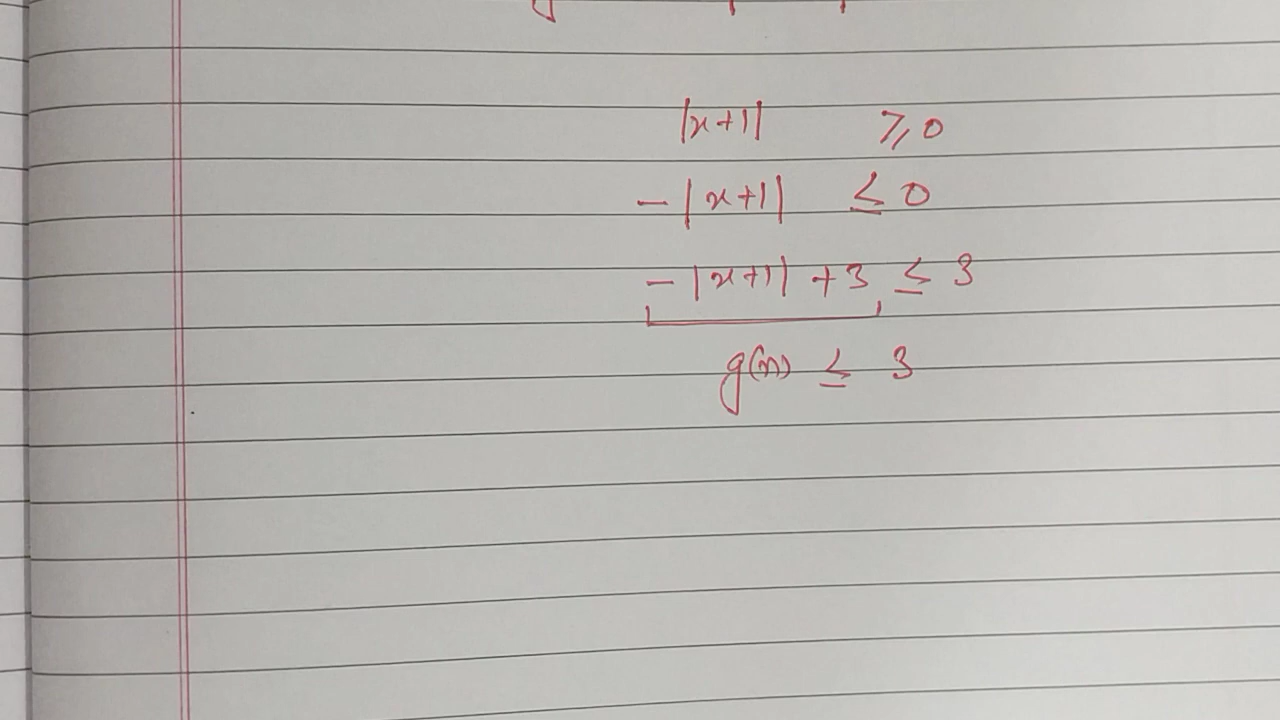 |x+1| ≥ 0
-|x+1| ≤ 0
-|x+1| + 3 ≤ 3
g(x) ≤ 3